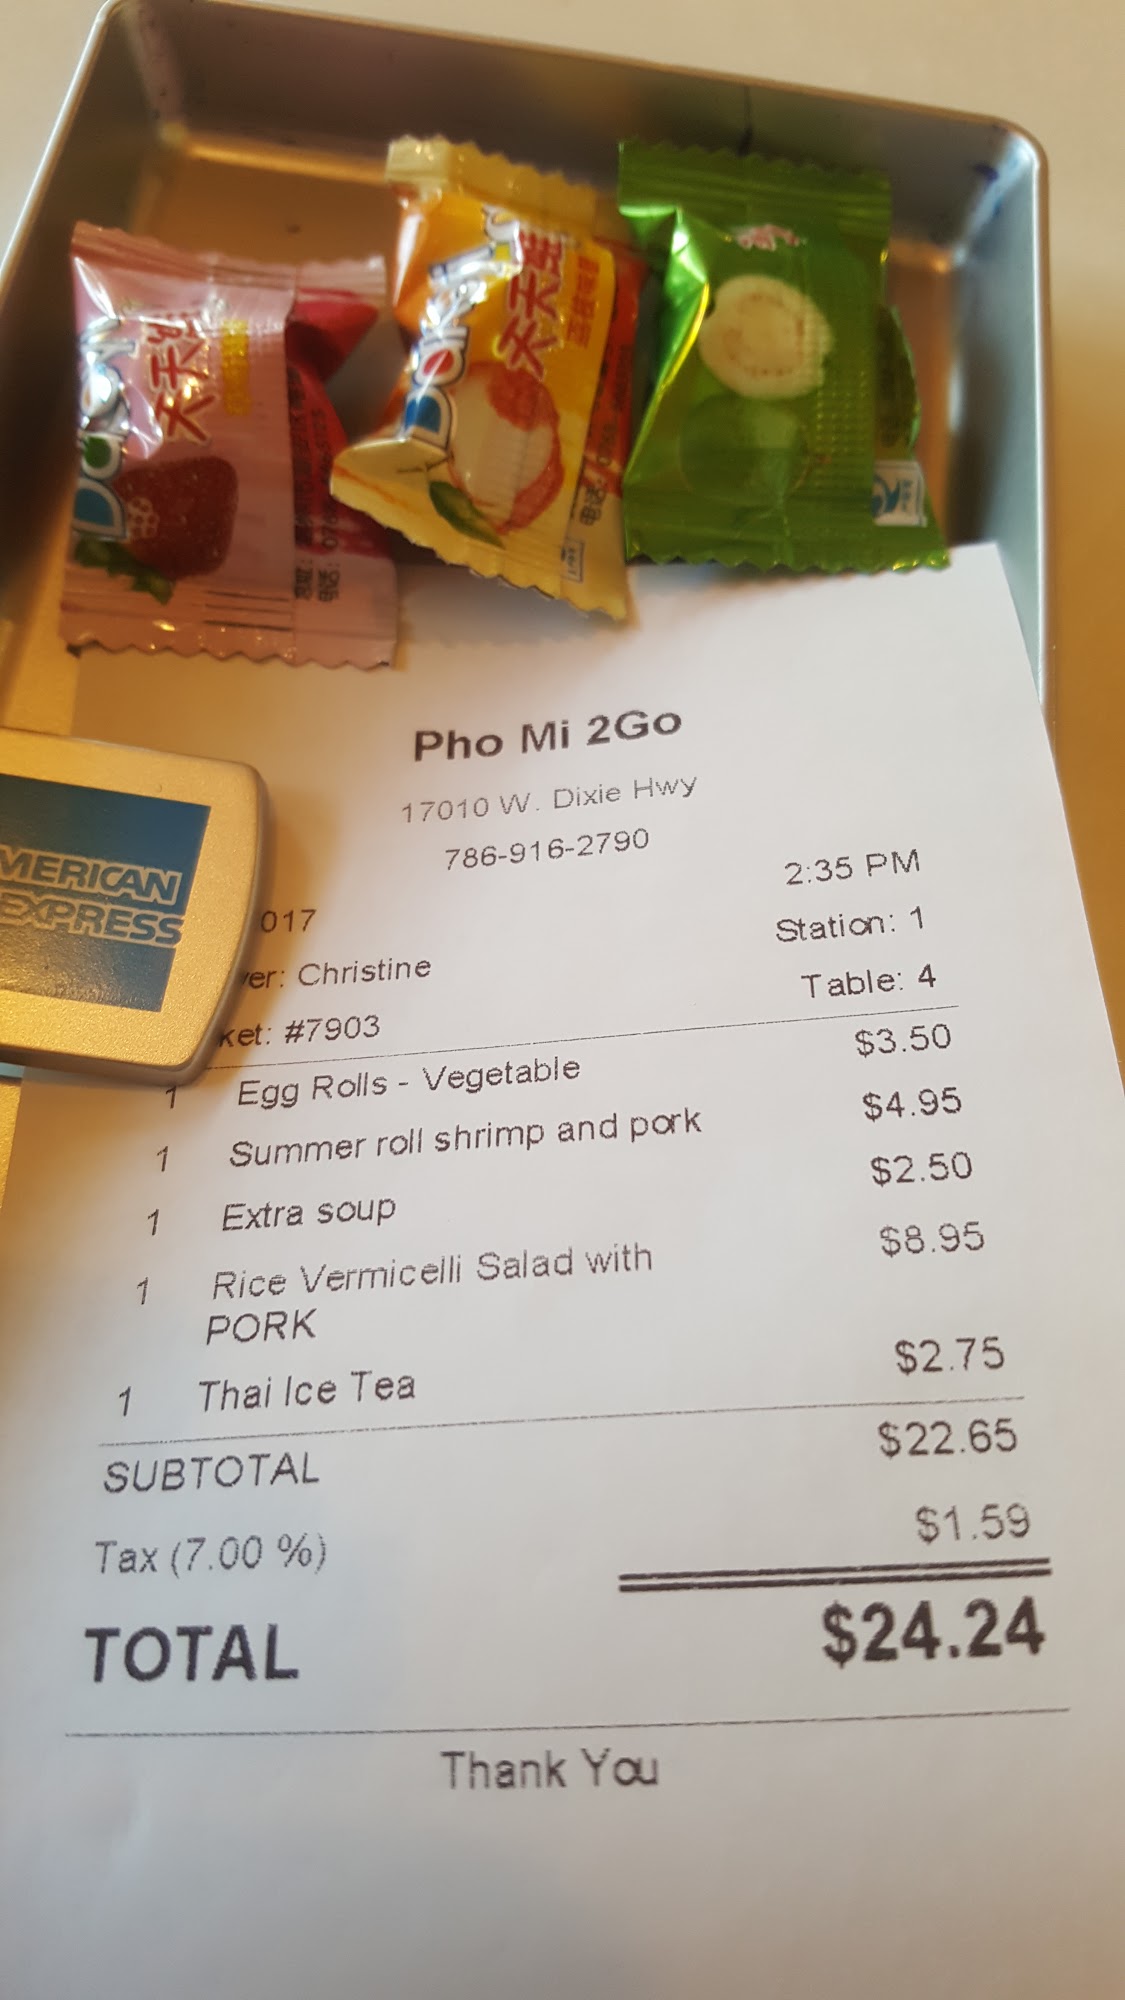 天天
天天
Pho Mi 2Go
17010 W. Dixie Hwy
786-916-2790
2:35 PM
017
Station: 1
ver: Christine
Table: 4
ket: #7903
1 Egg Rolls - Vegetable $3.50
1 Summer roll shrimp and pork $4.95
1 Extra soup $2.50
1 Rice Vermicelli Salad with $8.95
PORK
1 Thai Ice Tea $2.75
SUBTOTAL $22.65
Tax (7.00 %) $1.59
TOTAL $24.24
Thank You
MERICAN
EXPRESS